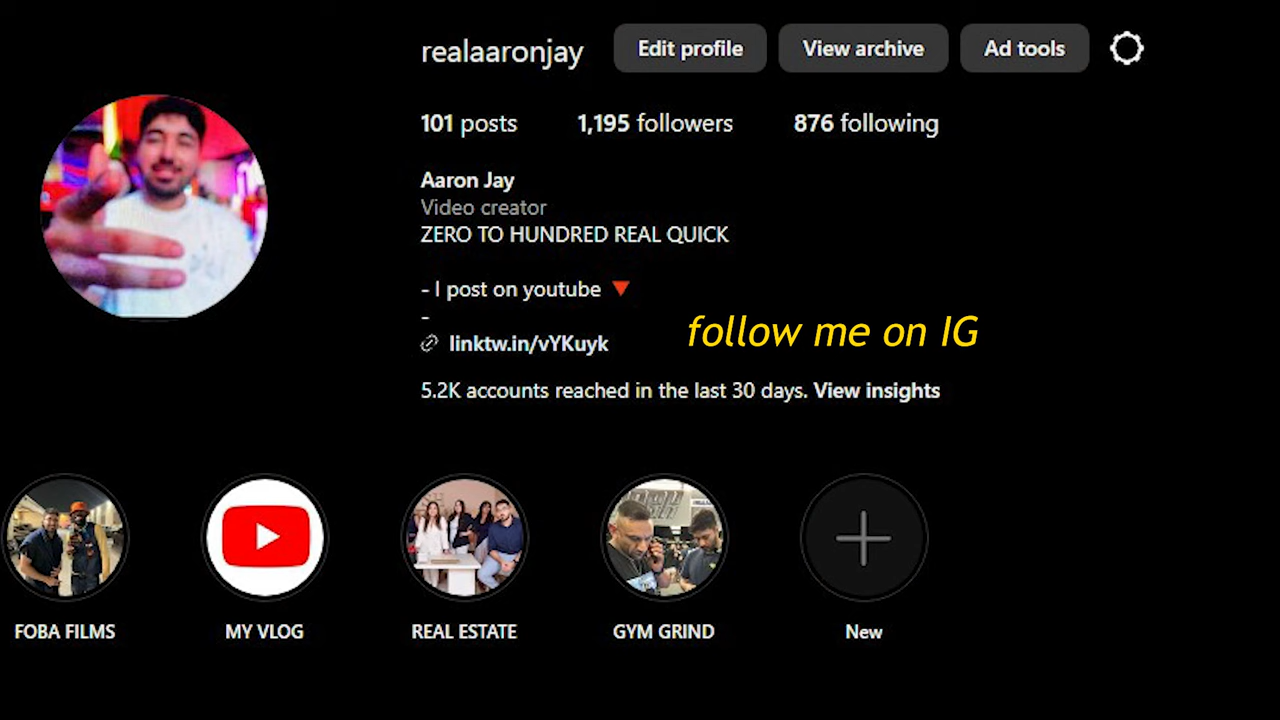 realaaronjay Edit profile View archive Ad tools
101 posts 1,195 followers 876 following
Aaron Jay
Video creator
ZERO TO HUNDRED REAL QUICK
- I post on youtube 🔻
-
linktw.in/vYKuyk
follow me on IG
5.2K accounts reached in the last 30 days. View insights
FOBA FILMS MY VLOG REAL ESTATE GYM GRIND New